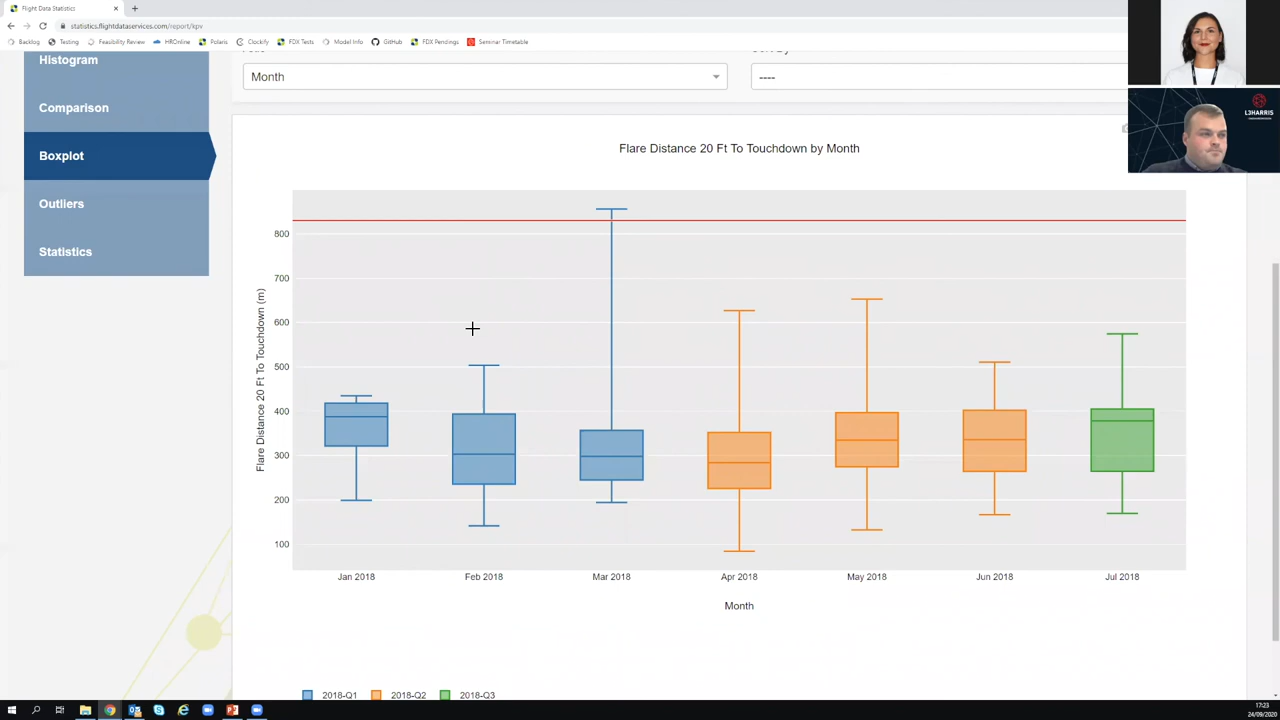 Flight Data Statistics
statistics.flightdataservices.com/report/kpv
Backlog Testing Feasibility Review HROnline Polaris Clockify FDX Tests Model Info GitHub FDX Pendings Seminar Timetable
Histogram
Comparison
Boxplot
Outliers
Statistics
Month
----
L3HARRIS
Flare Distance 20 Ft To Touchdown by Month
Flare Distance 20 Ft To Touchdown (m)
800
700
600
500
400
300
200
100
Jan 2018 Feb 2018 Mar 2018 Apr 2018 May 2018 Jun 2018 Jul 2018
Month
2018-Q1 2018-Q2 2018-Q3
17:23
24/09/2020